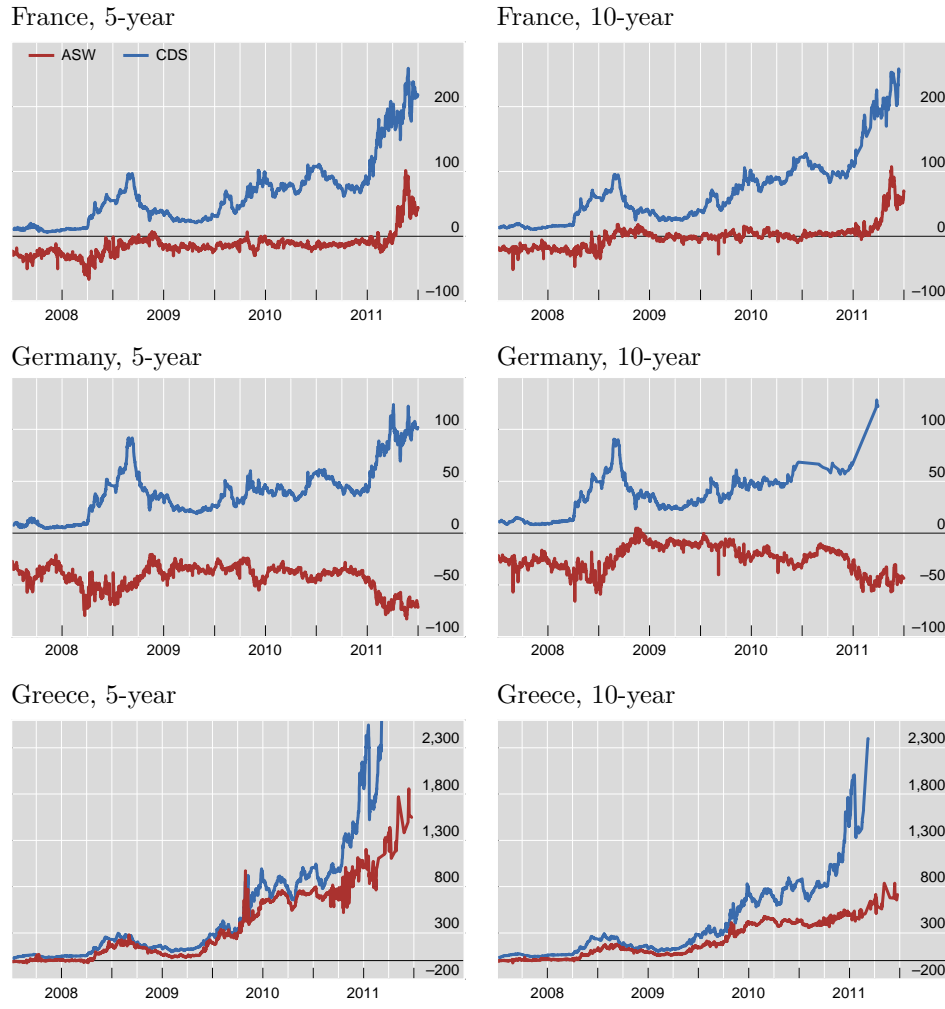 France, 5-year
ASW CDS
200
100
0
–100
2008 2009 2010 2011
France, 10-year
200
100
0
–100
2008 2009 2010 2011
Germany, 5-year
100
50
0
–50
–100
2008 2009 2010 2011
Germany, 10-year
100
50
0
–50
–100
2008 2009 2010 2011
Greece, 5-year
2,300
1,800
1,300
800
300
–200
2008 2009 2010 2011
Greece, 10-year
2,300
1,800
1,300
800
300
–200
2008 2009 2010 2011